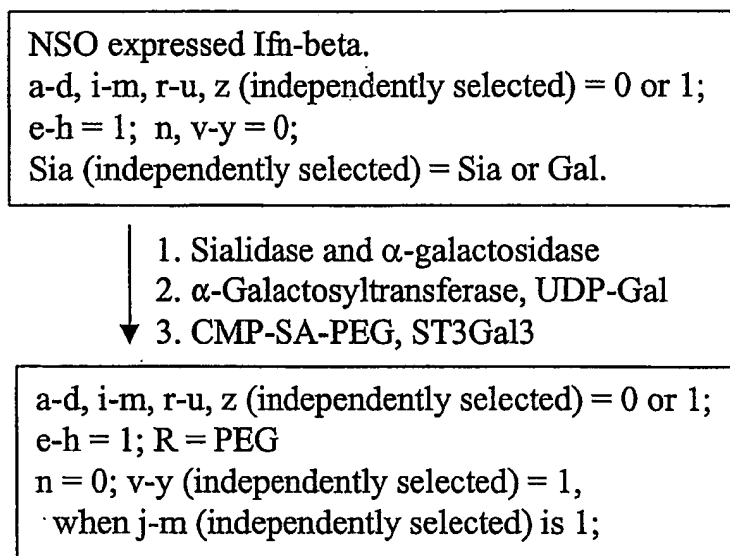 NSO expressed Ifn-beta.
a-d, i-m, r-u, z (independently selected) = 0 or 1;
e-h = 1; n, v-y = 0;
Sia (independently selected) = Sia or Gal.
1. Sialidase and α-galactosidase
2. α-Galactosyltransferase, UDP-Gal
3. CMP-SA-PEG, ST3Gal3
a-d, i-m, r-u, z (independently selected) = 0 or 1;
e-h = 1; R = PEG
n = 0; v-y (independently selected) = 1,
when j-m (independently selected) is 1;